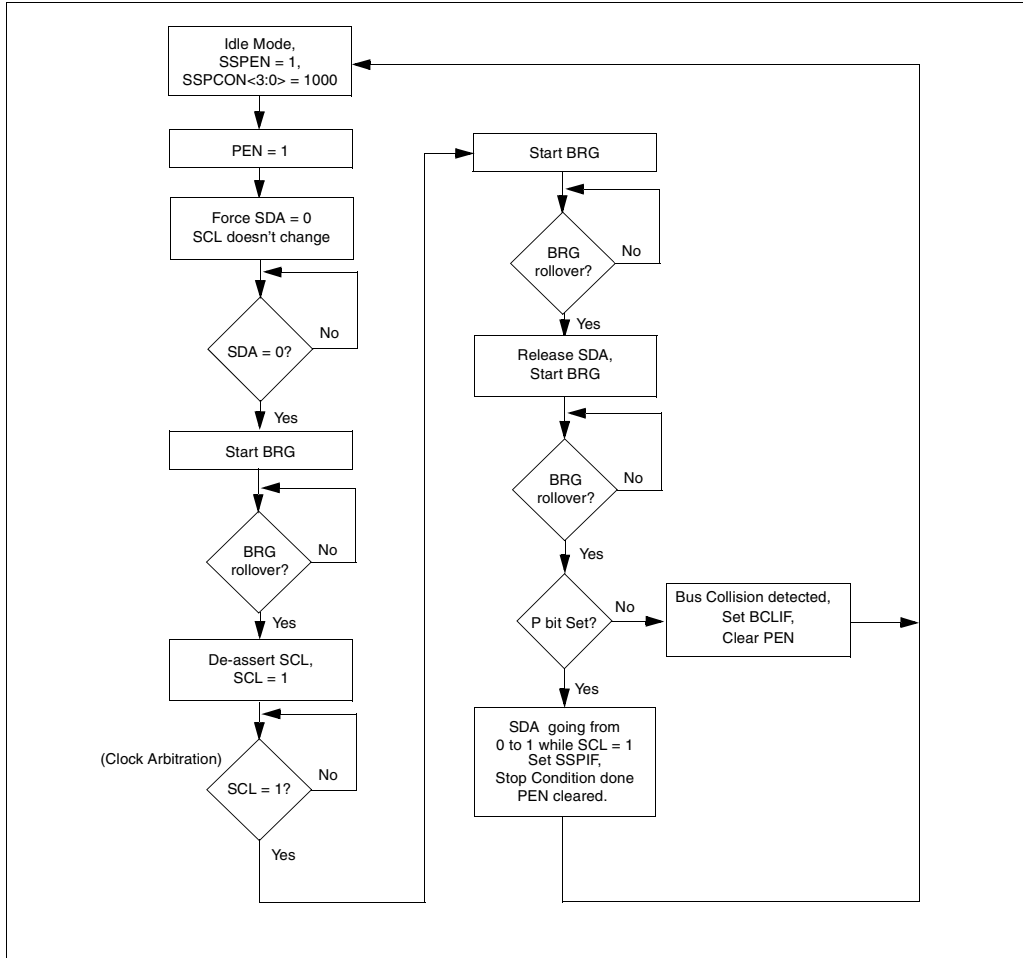 Idle Mode,
SSPEN = 1,
SSPCON<3:0> = 1000
PEN = 1
Force SDA = 0
SCL doesn't change
SDA = 0?
No
Yes
Start BRG
BRG
rollover?
No
Yes
De-assert SCL,
SCL = 1
(Clock Arbitration)
SCL = 1?
No
Yes
Start BRG
BRG
rollover?
No
Yes
Release SDA,
Start BRG
BRG
rollover?
No
Yes
P bit Set?
No
Bus Collision detected,
Set BCLIF,
Clear PEN
Yes
SDA going from
0 to 1 while SCL = 1
Set SSPIF,
Stop Condition done
PEN cleared.